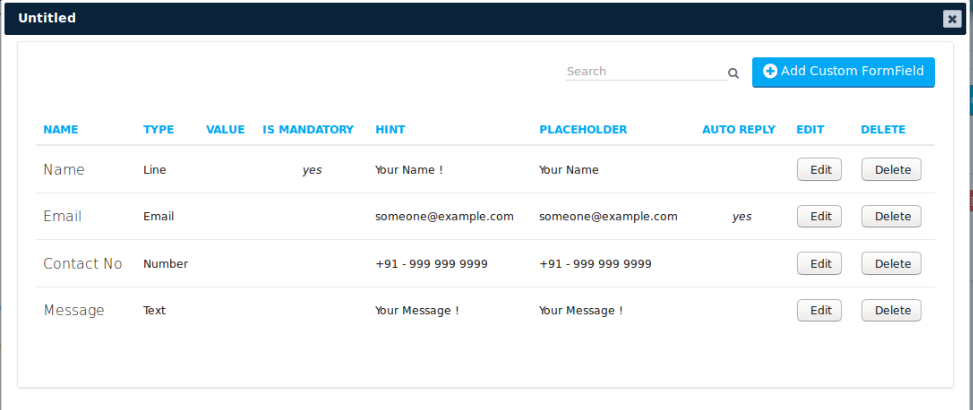 Untitled
Search
Add Custom FormField
NAME TYPE VALUE IS MANDATORY HINT PLACEHOLDER AUTO REPLY EDIT DELETE
Name Line yes Your Name ! Your Name Edit Delete
Email Email someone@example.com someone@example.com yes Edit Delete
Contact No Number +91 - 999 999 9999 +91 - 999 999 9999 Edit Delete
Message Text Your Message ! Your Message ! Edit Delete